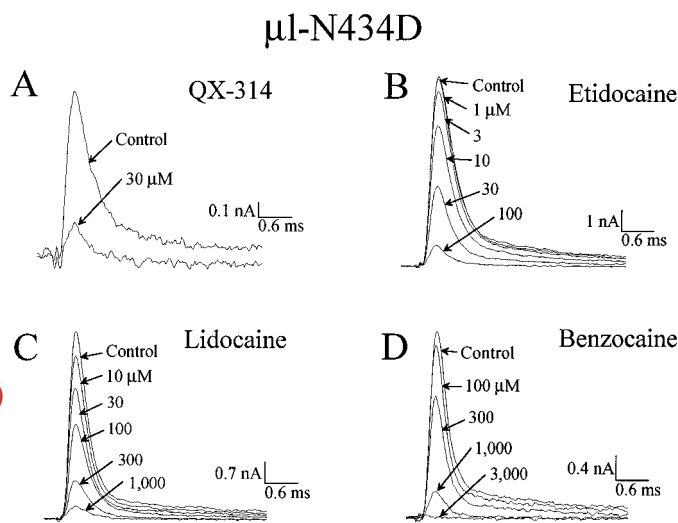 μl-N434D
A
QX-314
Control
30 μM
0.1 nA
0.6 ms
B
Etidocaine
Control
1 μM
3
10
30
100
1 nA
0.6 ms
C
Lidocaine
Control
10 μM
30
100
300
1,000
0.7 nA
0.6 ms
D
Benzocaine
Control
100 μM
300
1,000
3,000
0.4 nA
0.6 ms